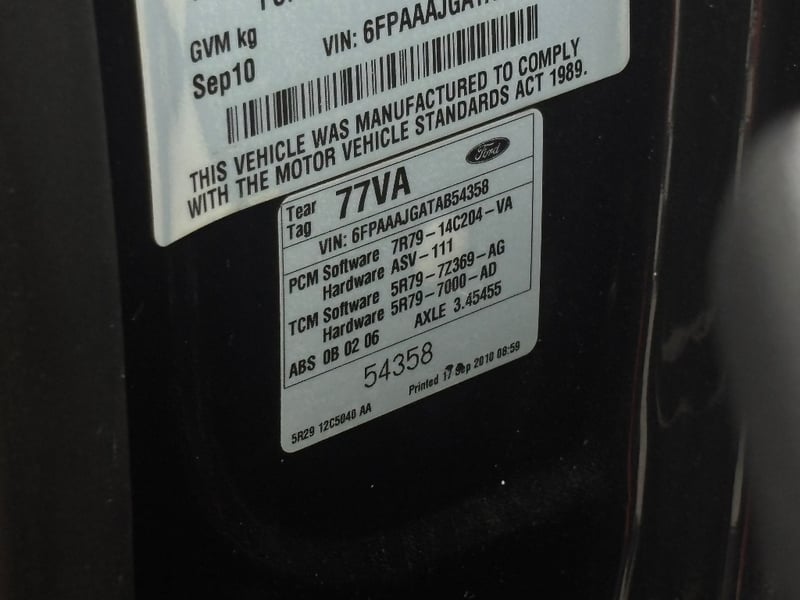 GVM kg
VIN: 6FPAAAJGATA
Sep10
THIS VEHICLE WAS MANUFACTURED TO COMPLY
WITH THE MOTOR VEHICLE STANDARDS ACT 1989.
Ford
Tear Tag 77VA
VIN: 6FPAAAJGATAB54358
PCM Software 7R79-14C204-VA
Hardware ASV-111
TCM Software 5R79-7Z369-AG
Hardware 5R79-7000-AD
ABS 0B 02 06 AXLE 3.45455
54358
5R29 12C5040 AA Printed 17 Sep 2010 08:59